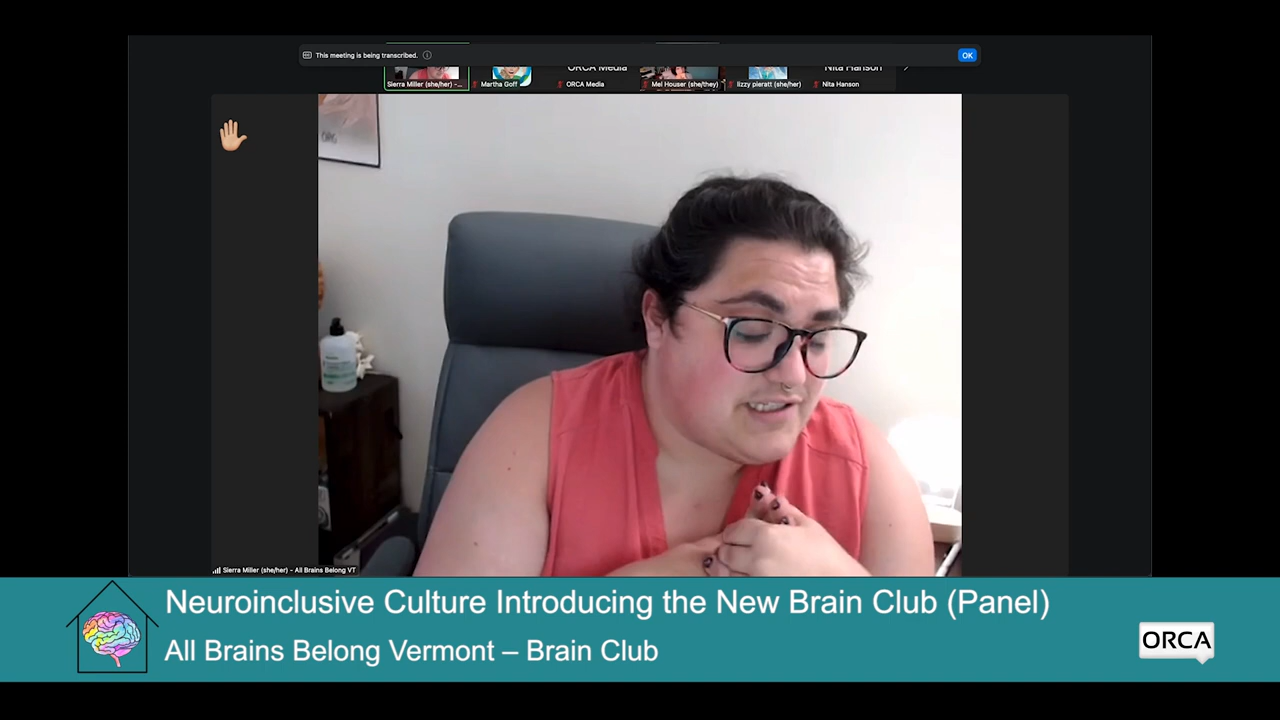 This meeting is being transcribed.
OK
ORCA Media
Nita Hanson
Sierra Miller (she/her) -...
Martha Goff
ORCA Media
Mel Houser (she/they)
lizzy pieratt (she/her)
Nita Hanson
ORG
Sierra Miller (she/her) - All Brains Belong VT
Neuroinclusive Culture Introducing the New Brain Club (Panel)
All Brains Belong Vermont – Brain Club
ORCA